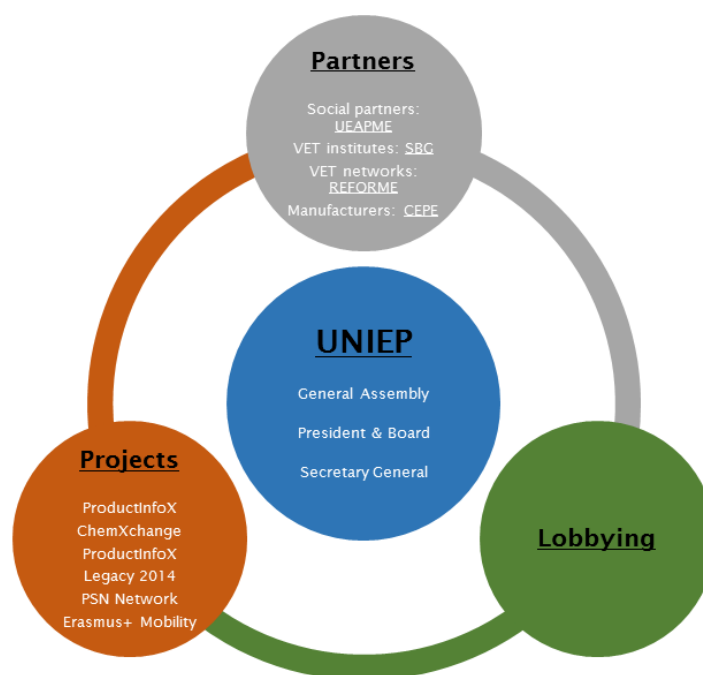 Partners
Social partners:
UEAPME
VET institutes: SBG
VET networks:
REFORME
Manufacturers: CEPE
UNIEP
General Assembly
President & Board
Secretary General
Projects
ProductInfoX
ChemXchange
ProductInfoX
Legacy 2014
PSN Network
Erasmus+ Mobility
Lobbying